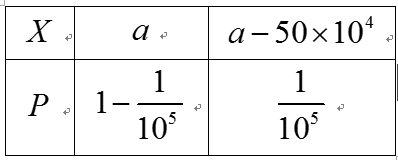 X a a − 50 × 10⁴
P 1 − 1/10⁵ 1/10⁵